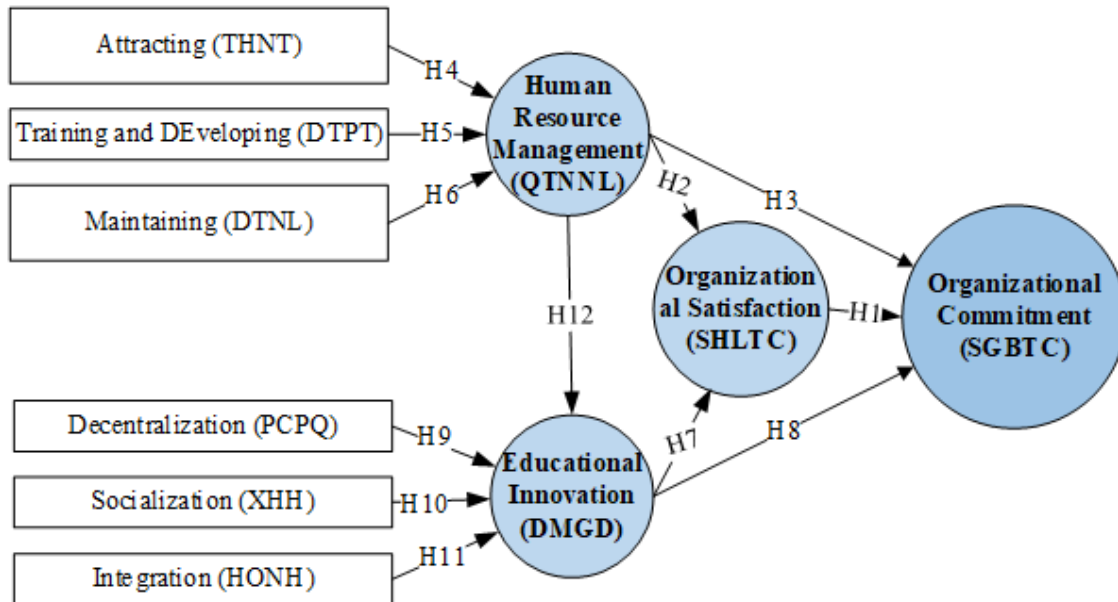 Attracting (THNT)
H4
Training and DEveloping (DTPT)
H5
Maintaining (DTNL)
H6
Human
Resource
Management
(QTNNL)
H2
H3
Organization
al Satisfaction
(SHLTC)
H1
Organizational
Commitment
(SGBTC)
H12
Decentralization (PCPQ)
H9
Socialization (XHH)
H10
Integration (HONH)
H11
Educational
Innovation
(DMGD)
H7
H8